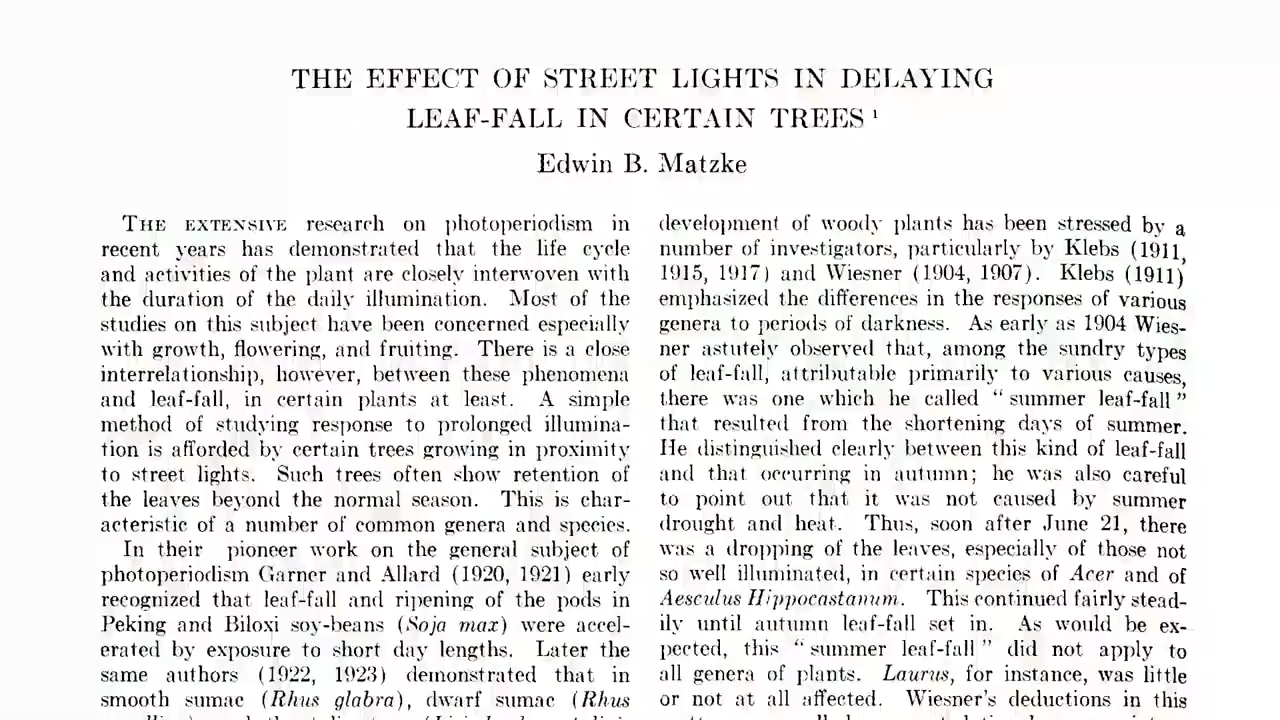 THE EFFECT OF STREET LIGHTS IN DELAYING
LEAF-FALL IN CERTAIN TREES ¹
Edwin B. Matzke
THE EXTENSIVE research on photoperiodism in
recent years has demonstrated that the life cycle
and activities of the plant are closely interwoven with
the duration of the daily illumination. Most of the
studies on this subject have been concerned especially
with growth, flowering, and fruiting. There is a close
interrelationship, however, between these phenomena
and leaf-fall, in certain plants at least. A simple
method of studying response to prolonged illumina-
tion is afforded by certain trees growing in proximity
to street lights. Such trees often show retention of
the leaves beyond the normal season. This is char-
acteristic of a number of common genera and species.
In their pioneer work on the general subject of
photoperiodism Garner and Allard (1920, 1921) early
recognized that leaf-fall and ripening of the pods in
Peking and Biloxi soy-beans (Soja max) were accel-
erated by exposure to short day lengths. Later the
same authors (1922, 1923) demonstrated that in
smooth sumac (Rhus glabra), dwarf sumac (Rhus
development of woody plants has been stressed by a
number of investigators, particularly by Klebs (1911,
1915, 1917) and Wiesner (1904, 1907). Klebs (1911)
emphasized the differences in the responses of various
genera to periods of darkness. As early as 1904 Wies-
ner astutely observed that, among the sundry types
of leaf-fall, attributable primarily to various causes,
there was one which he called “ summer leaf-fall ”
that resulted from the shortening days of summer.
He distinguished clearly between this kind of leaf-fall
and that occurring in autumn; he was also careful
to point out that it was not caused by summer
drought and heat. Thus, soon after June 21, there
was a dropping of the leaves, especially of those not
so well illuminated, in certain species of Acer and of
Aesculus Hippocastanum. This continued fairly stead-
ily until autumn leaf-fall set in. As would be ex-
pected, this “ summer leaf-fall ” did not apply to
all genera of plants. Laurus, for instance, was little
or not at all affected. Wiesner's deductions in this